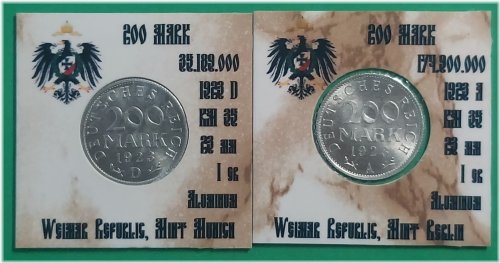 200 Mark
35.189.000
1923 D
KM 35
23 mm
1 gr
Aluminum
DEUTSCHES REICH
200
MARK
1923
D
Weimar Republic, Mint Munich
200 Mark
174.900.000
1923 A
KM 35
23 mm
1 gr
Aluminum
DEUTSCHES REICH
200
MARK
1923
A
Weimar Republic, Mint Berlin